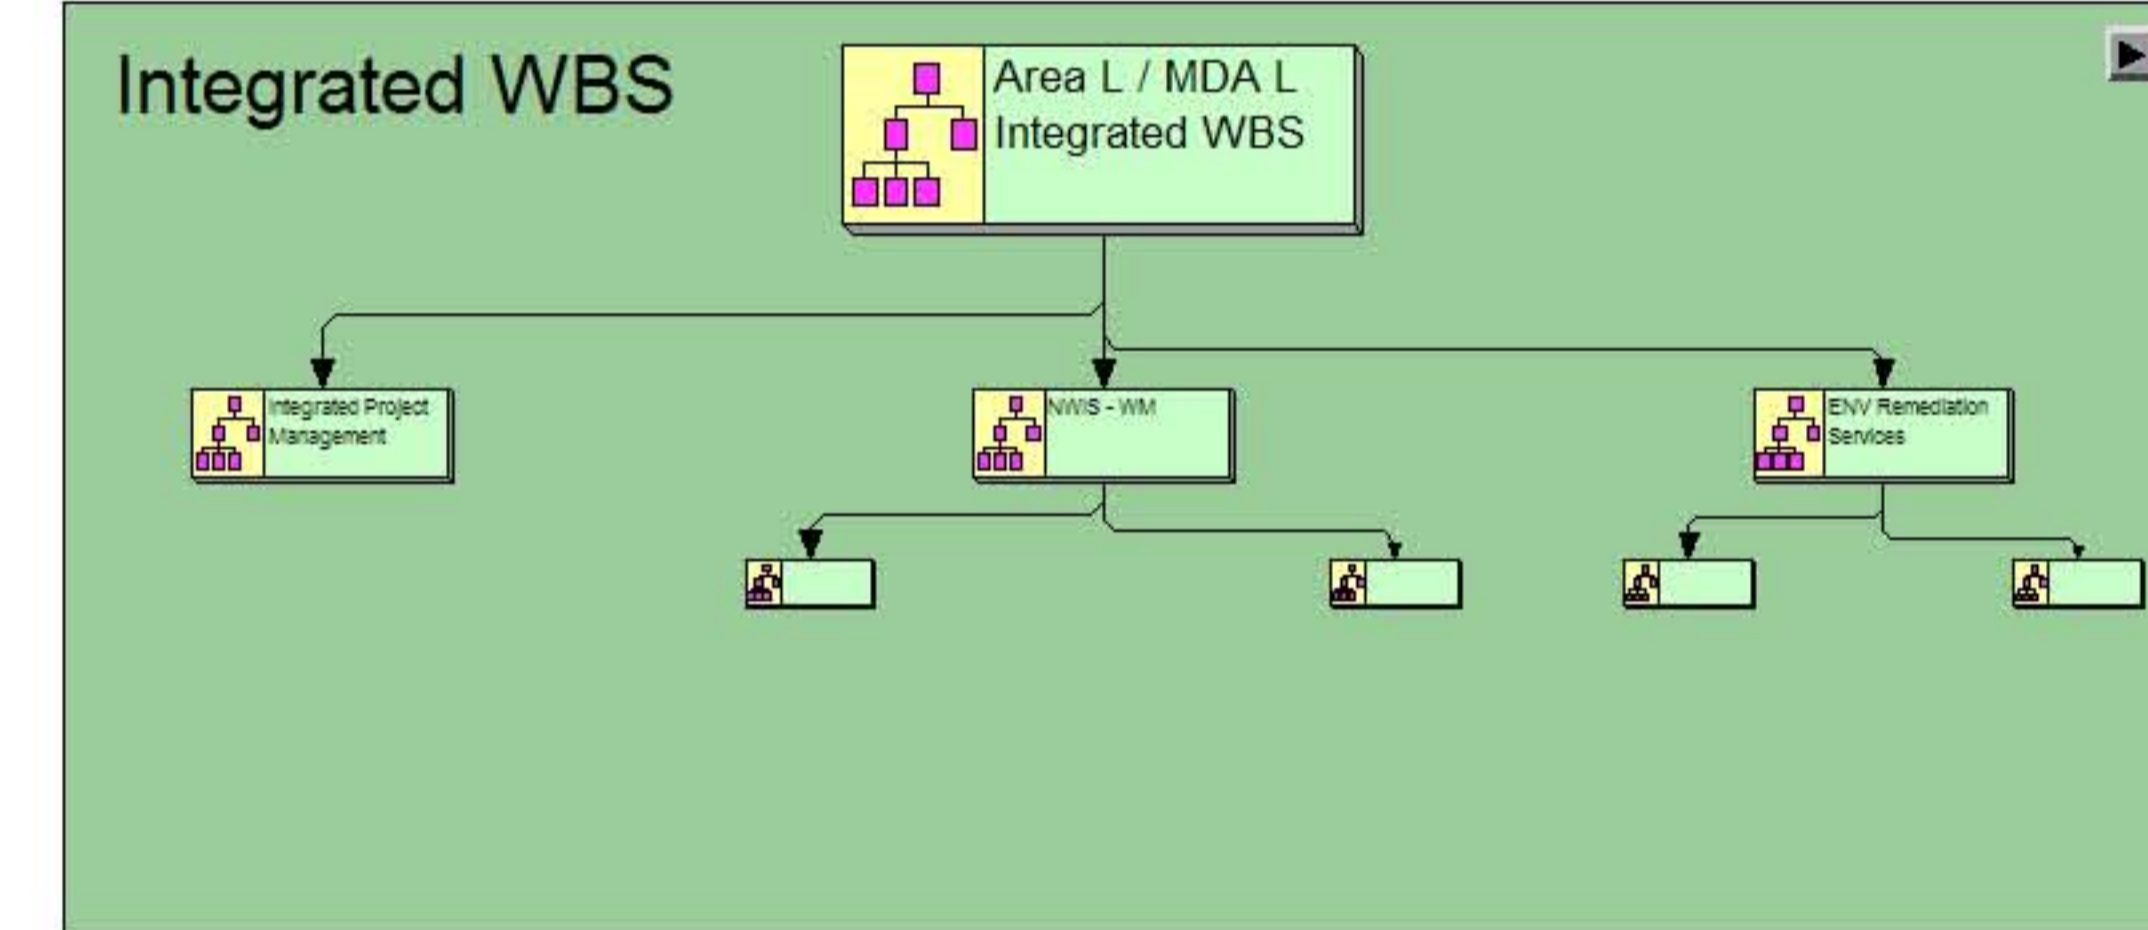 Integrated WBS
Area L / MDA L
Integrated WBS
Integrated Project
Management
NWIS - WM
ENV Remediation
Services